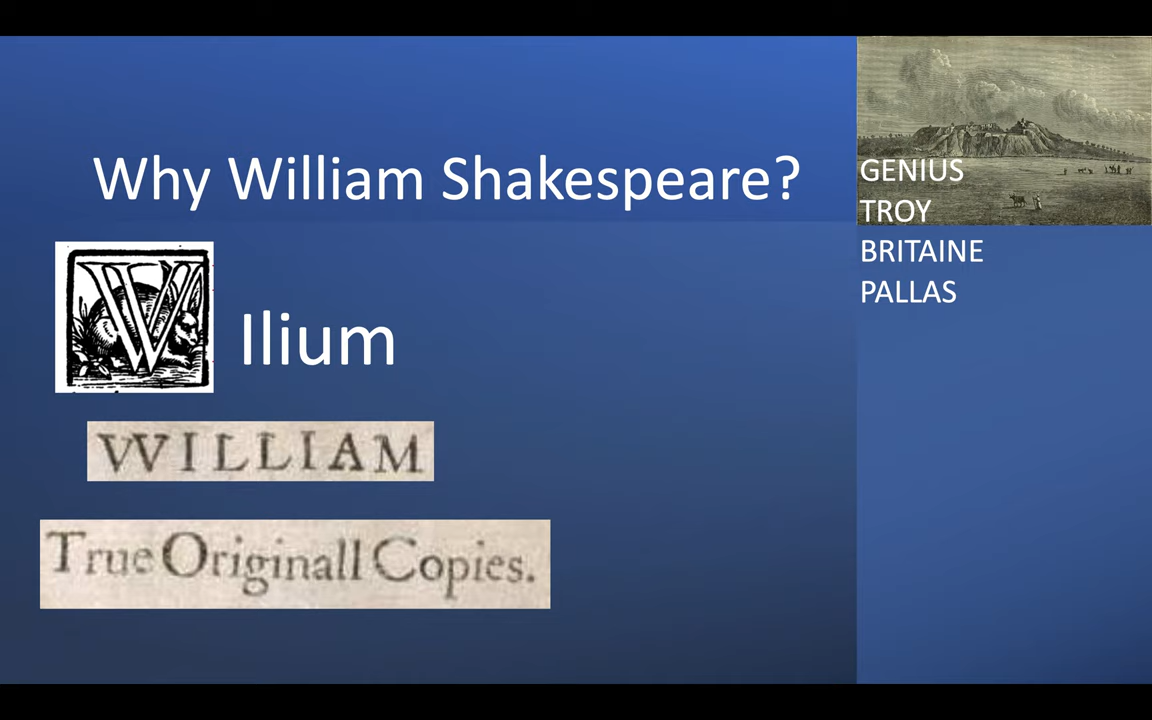 Why William Shakespeare?
W Ilium
WILLIAM
True Originall Copies.
GENIUS
TROY
BRITAINE
PALLAS